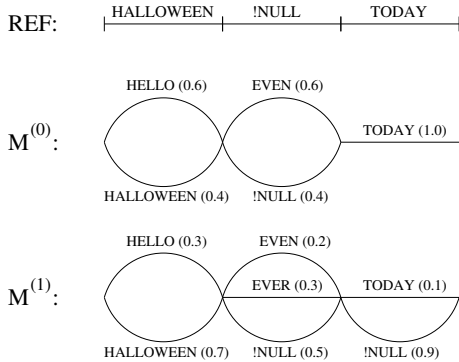 REF: HALLOWEEN !NULL TODAY
HELLO (0.6) EVEN (0.6)
M(0): TODAY (1.0)
HALLOWEEN (0.4) !NULL (0.4)
HELLO (0.3) EVEN (0.2)
M(1): EVER (0.3) TODAY (0.1)
HALLOWEEN (0.7) !NULL (0.5) !NULL (0.9)